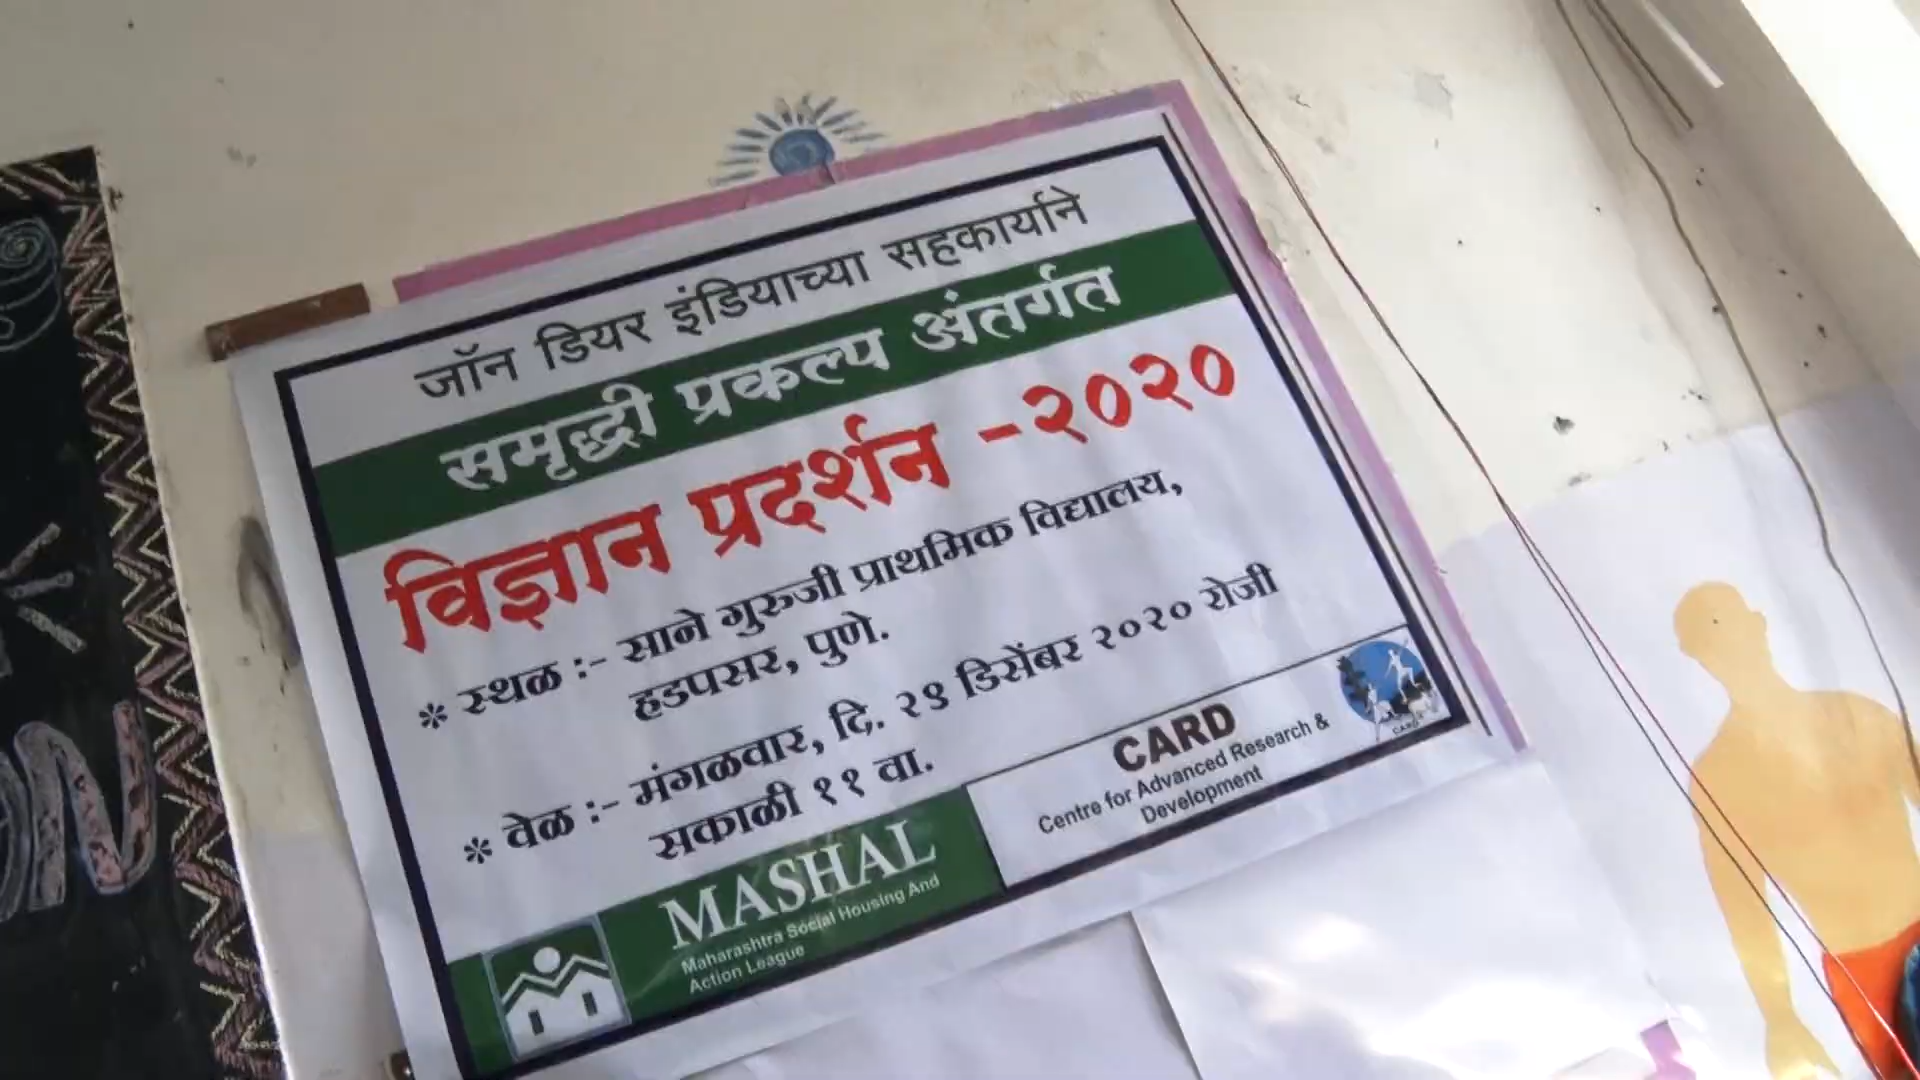 जॉन डियर इंडियाच्या सहकार्याने
समृद्धी प्रकल्प अंतर्गत
विज्ञान प्रदर्शन -२०२०
* स्थळ :- साने गुरुजी प्राथमिक विद्यालय,
हडपसर, पुणे.
* वेळ :- मंगळवार, दि. २९ डिसेंबर २०२० रोजी
सकाळी ११ वा.
MASHAL
Maharashtra Social Housing And
Action League
CARD
Centre for Advanced Research &
Development
CARD